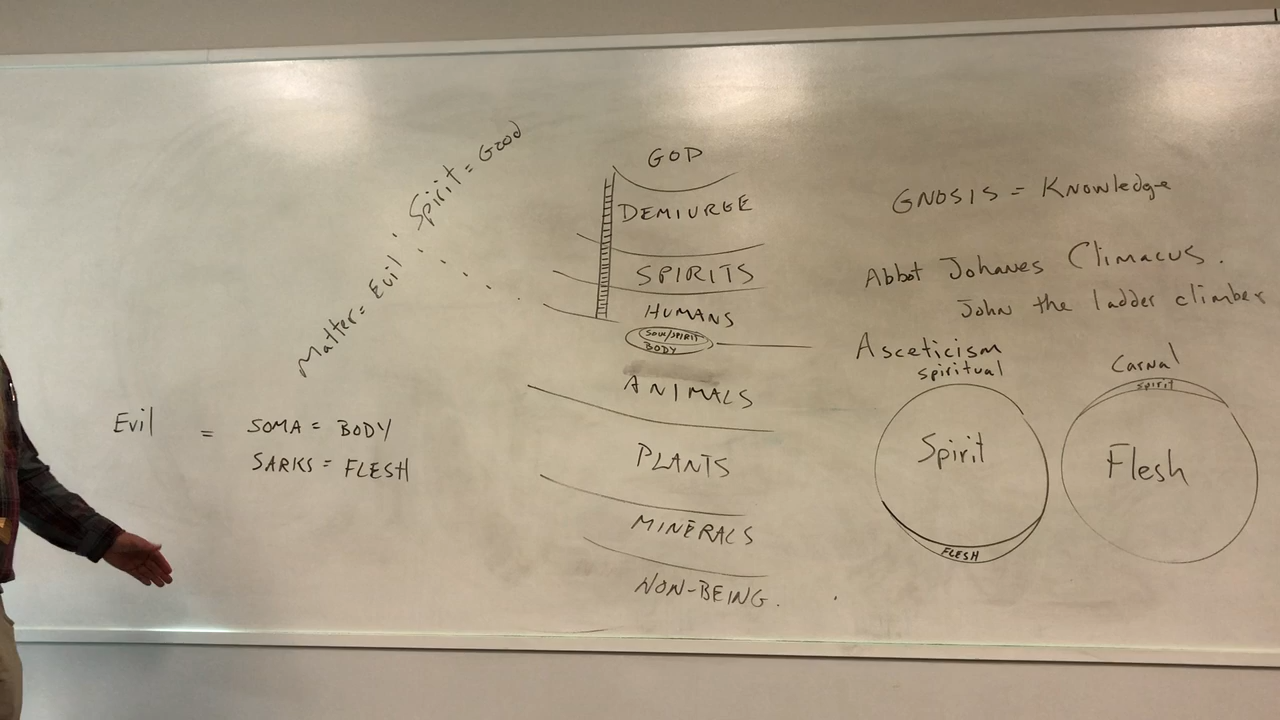 Matter = Evil : Spirit = Good
Evil = SOMA = BODY
SARKS = FLESH
GOD
DEMIURGE
SPIRITS
HUMANS
SOUL/SPIRIT
BODY
ANIMALS
PLANTS
MINERALS
NON-BEING.
GNOSIS = Knowledge
Abbot Johanes Climacus.
John the ladder climber
Asceticism
spiritual
Spirit
FLESH
Carnal
spirit
Flesh